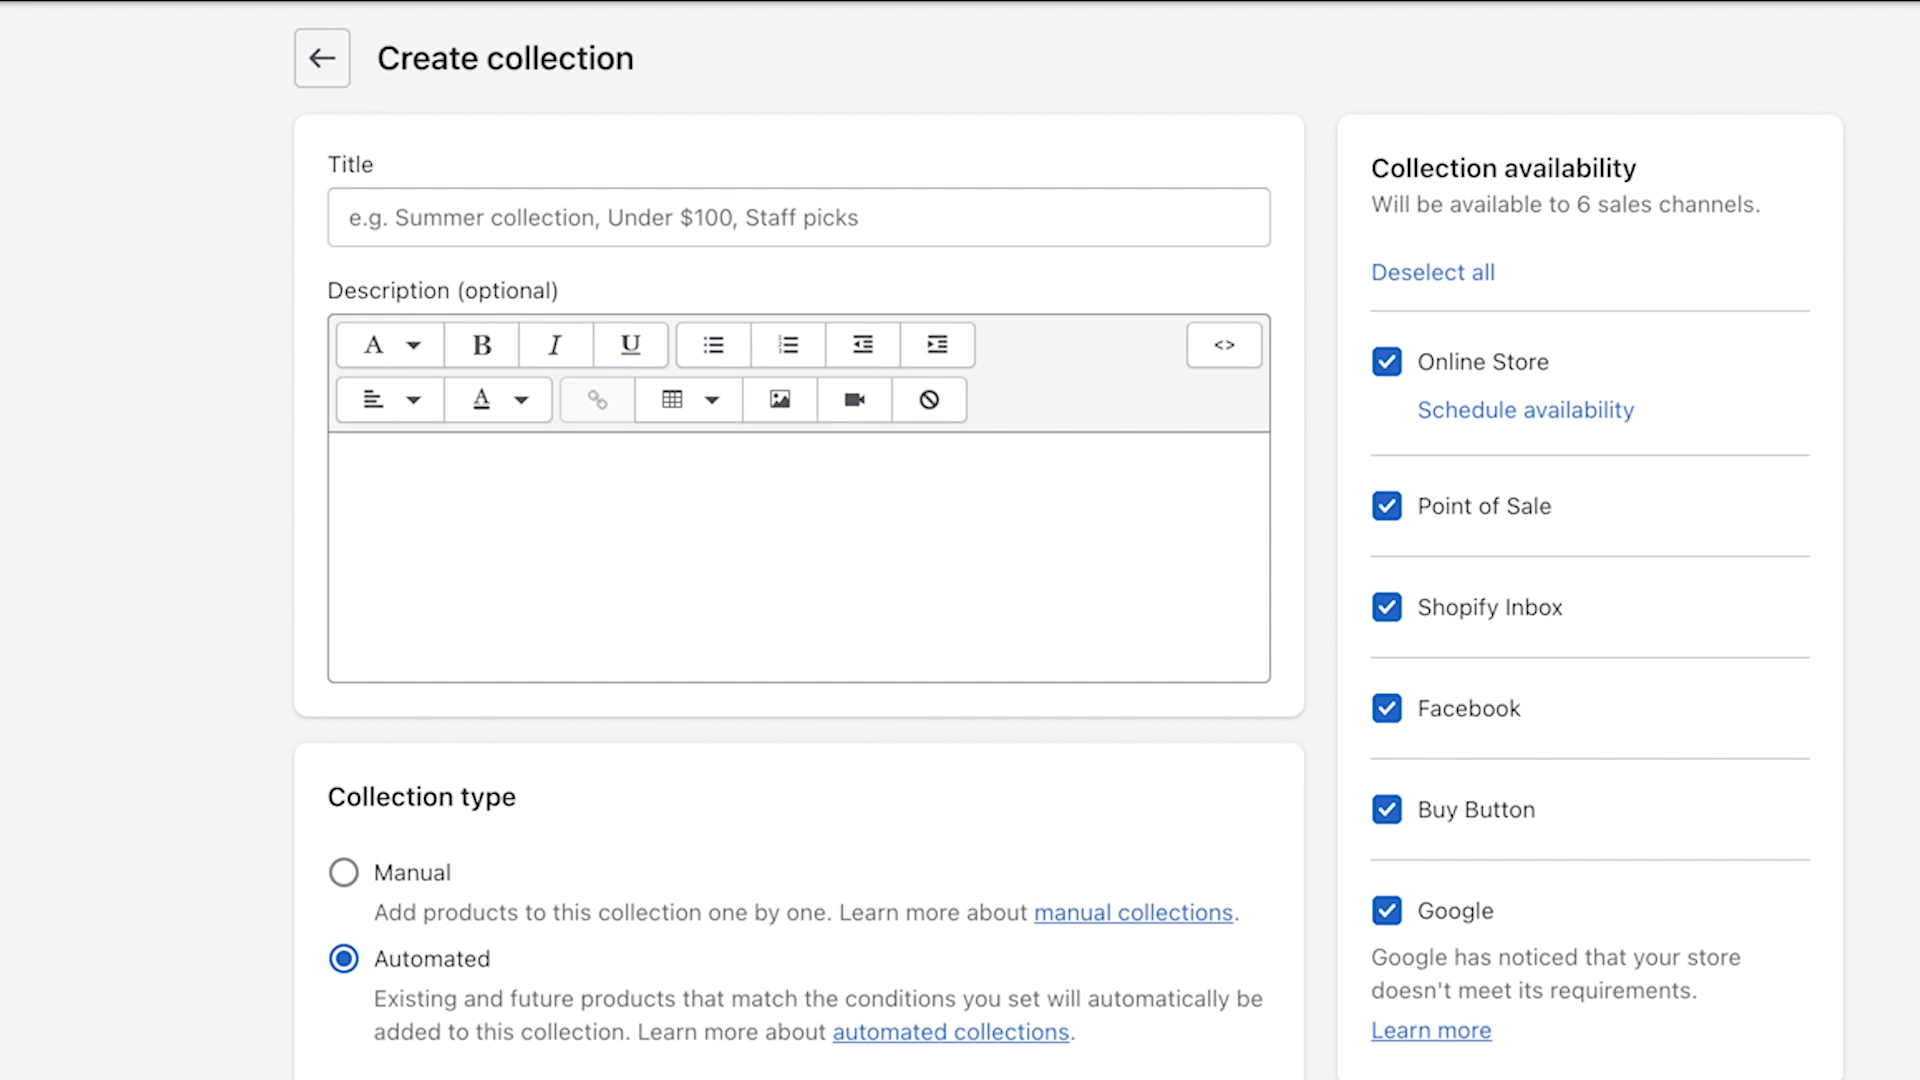 Create collection
Title
e.g. Summer collection, Under $100, Staff picks
Description (optional)
A B I U <>
A
Collection type
Manual
Add products to this collection one by one. Learn more about manual collections.
Automated
Existing and future products that match the conditions you set will automatically be
added to this collection. Learn more about automated collections.
Collection availability
Will be available to 6 sales channels.
Deselect all
Online Store
Schedule availability
Point of Sale
Shopify Inbox
Facebook
Buy Button
Google
Google has noticed that your store
doesn't meet its requirements.
Learn more